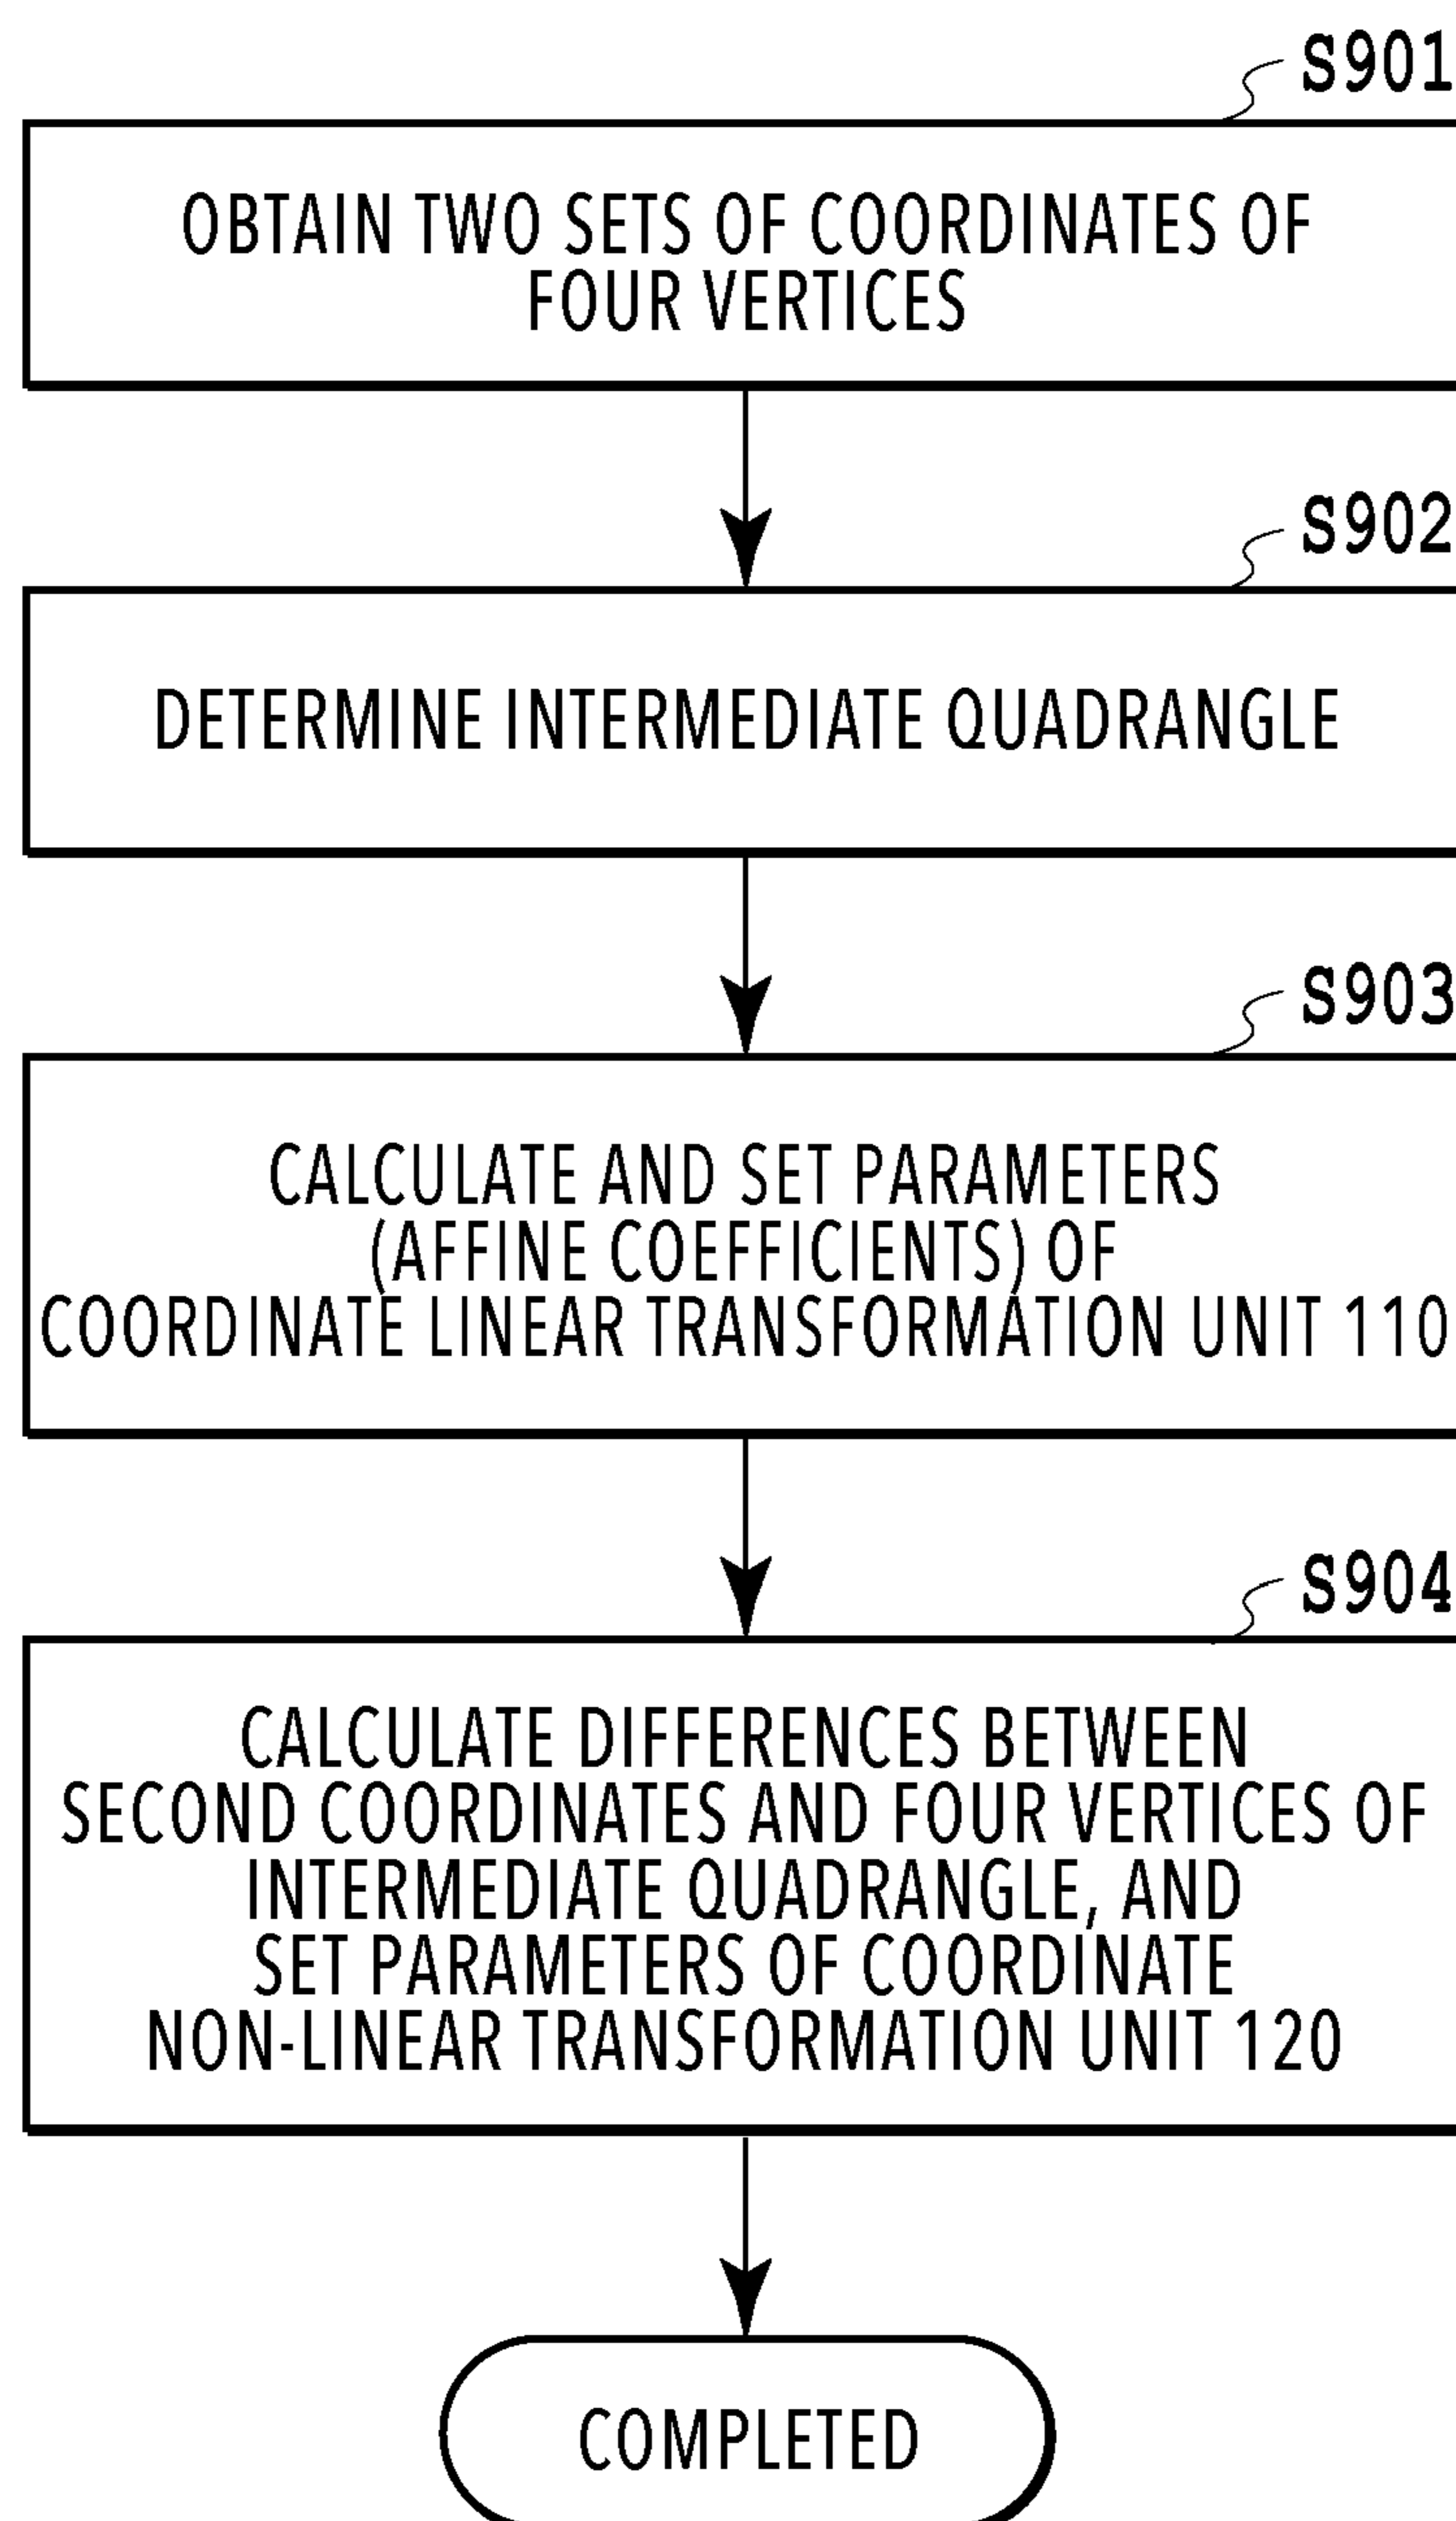 S901
OBTAIN TWO SETS OF COORDINATES OF
FOUR VERTICES
S902
DETERMINE INTERMEDIATE QUADRANGLE
S903
CALCULATE AND SET PARAMETERS
(AFFINE COEFFICIENTS) OF
COORDINATE LINEAR TRANSFORMATION UNIT 110
S904
CALCULATE DIFFERENCES BETWEEN
SECOND COORDINATES AND FOUR VERTICES OF
INTERMEDIATE QUADRANGLE, AND
SET PARAMETERS OF COORDINATE
NON-LINEAR TRANSFORMATION UNIT 120
COMPLETED